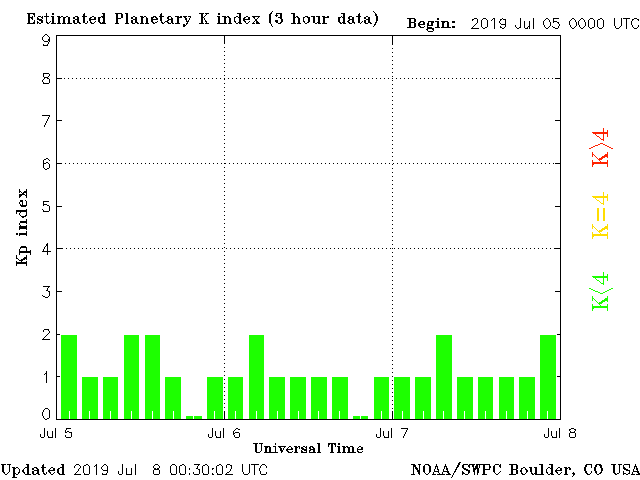 Estimated Planetary K index (3 hour data)
Begin: 2019 Jul 05 0000 UTC
9
8
7
6
5
4
3
2
1
0
Kp index
K>4
K=4
K<4
Jul 5
Jul 6
Jul 7
Jul 8
Universal Time
Updated 2019 Jul 8 00:30:02 UTC
NOAA/SWPC Boulder, CO USA